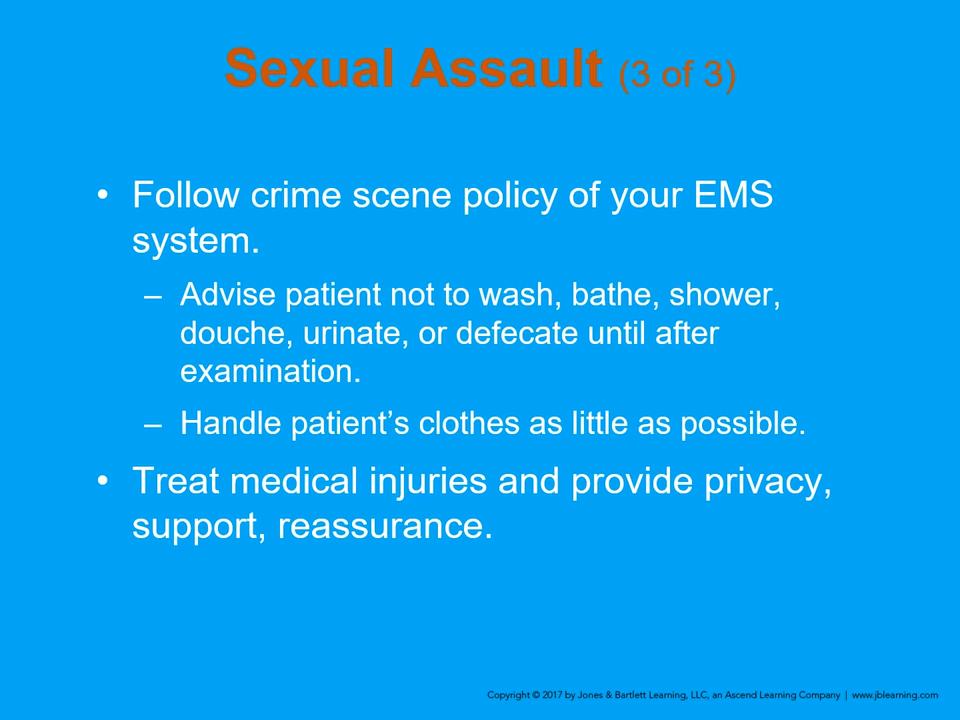 Sexual Assault (3 of 3)
• Follow crime scene policy of your EMS
system.
– Advise patient not to wash, bathe, shower,
douche, urinate, or defecate until after
examination.
– Handle patient’s clothes as little as possible.
• Treat medical injuries and provide privacy,
support, reassurance.
Copyright © 2017 by Jones & Bartlett Learning, LLC, an Ascend Learning Company | www.jblearning.com